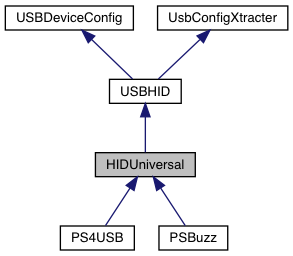 USBDeviceConfig
UsbConfigXtracter
USBHID
HIDUniversal
PS4USB
PSBuzz